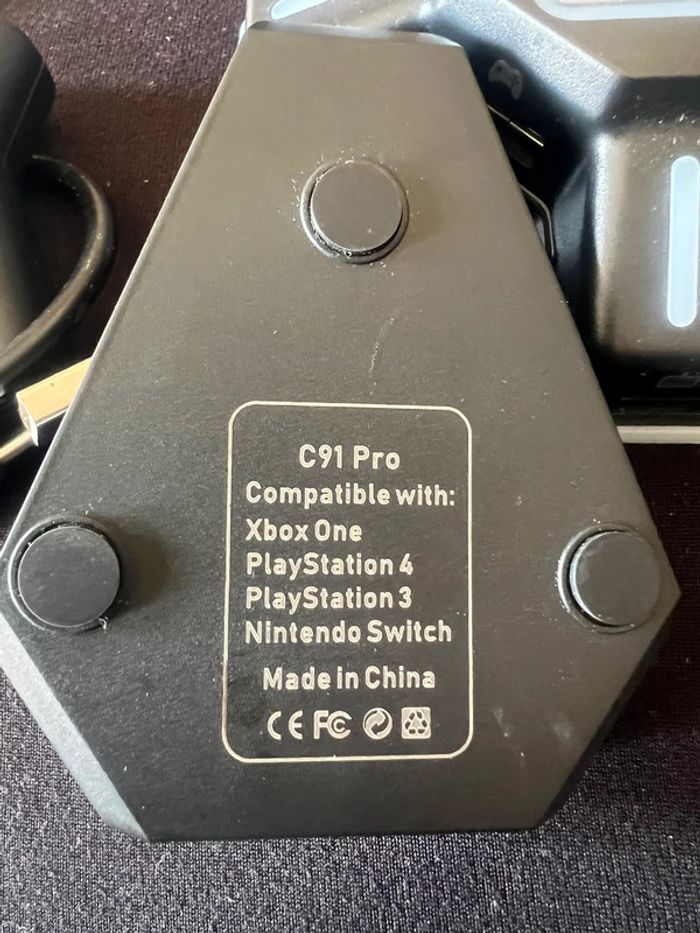 C91 Pro
Compatible with:
Xbox One
PlayStation 4
PlayStation 3
Nintendo Switch
Made in China
CE FC